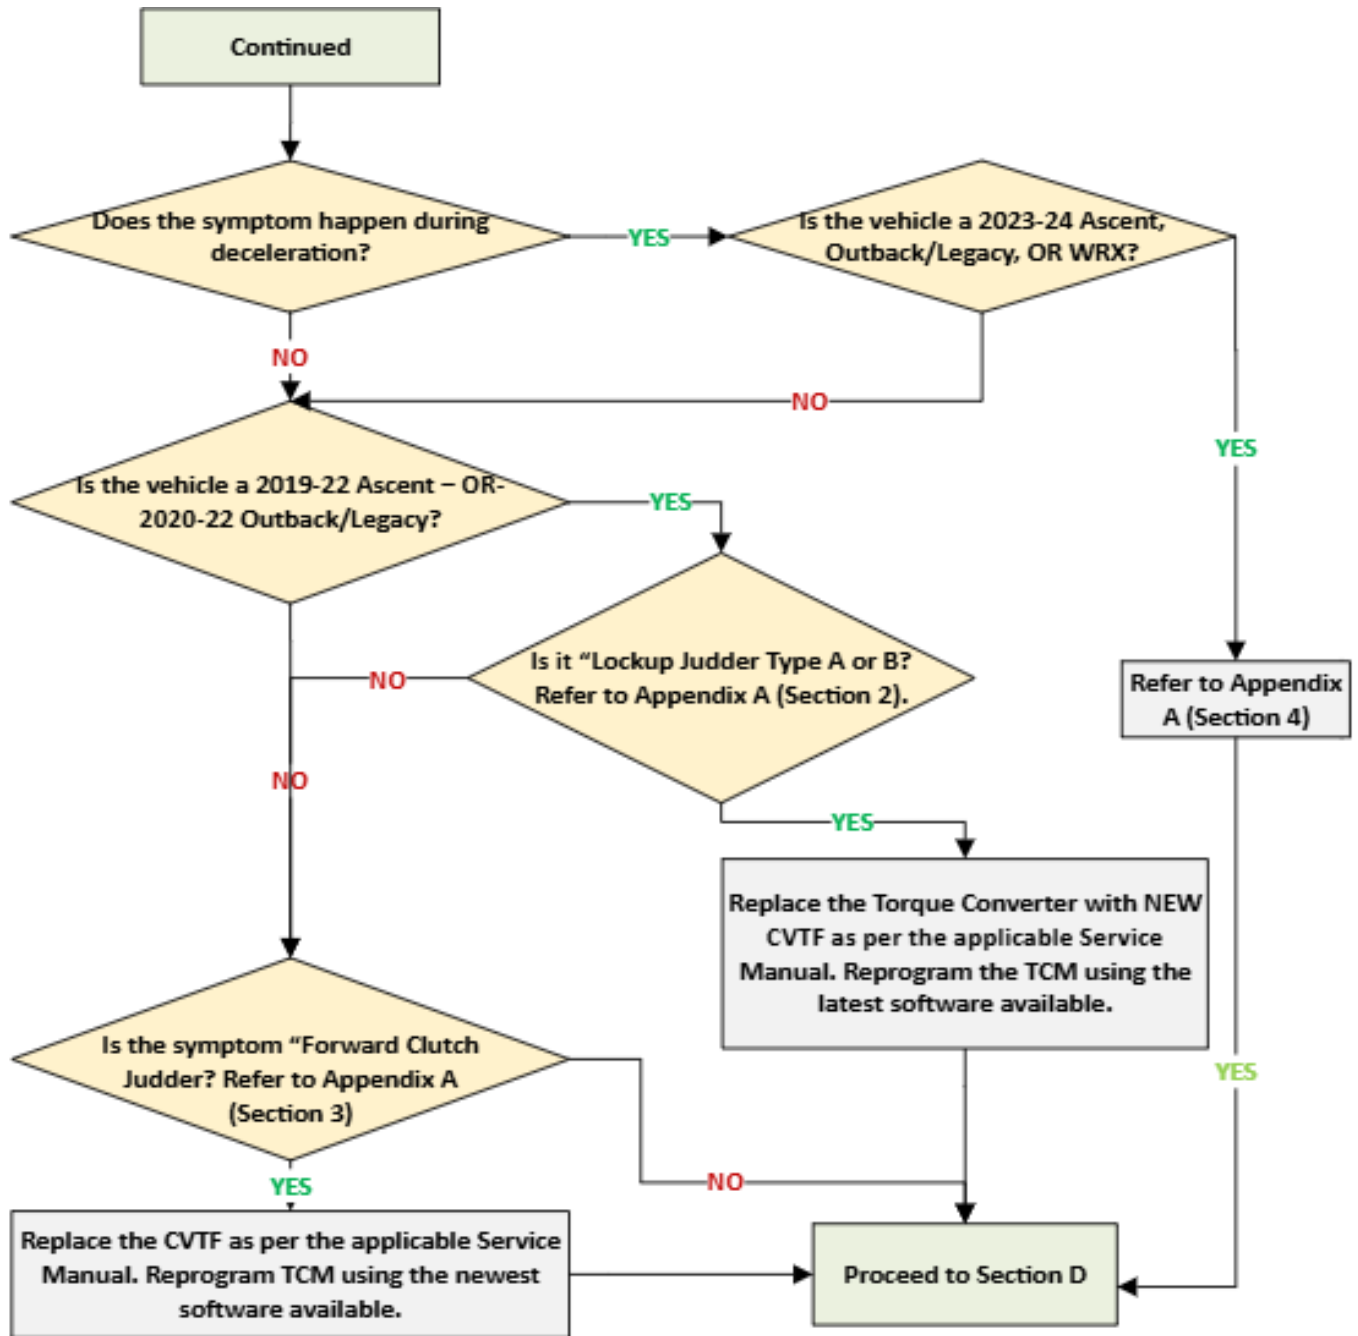 Continued
Does the symptom happen during
deceleration?
YES
Is the vehicle a 2023-24 Ascent,
Outback/Legacy, OR WRX?
NO
NO
YES
Is the vehicle a 2019-22 Ascent – OR-
2020-22 Outback/Legacy?
YES
Is it “Lockup Judder Type A or B?
Refer to Appendix A (Section 2).
NO
Refer to Appendix
A (Section 4)
NO
YES
Replace the Torque Converter with NEW
CVTF as per the applicable Service
Manual. Reprogram the TCM using the
latest software available.
Is the symptom “Forward Clutch
Judder? Refer to Appendix A
(Section 3)
YES
NO
YES
Replace the CVTF as per the applicable Service
Manual. Reprogram TCM using the newest
software available.
Proceed to Section D